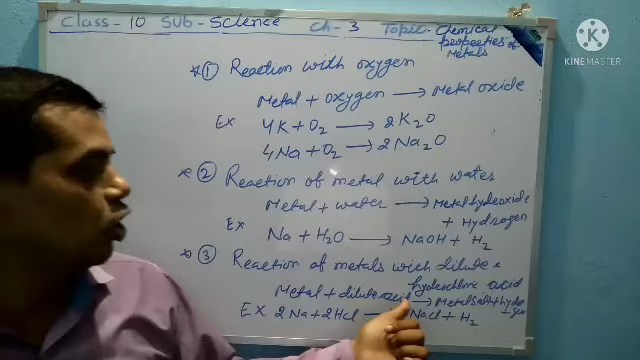 Class-10 Sub-Science Ch-3 Topic- Chemical properties of Metals
KINEMASTER
* ① Reaction with oxygen
Metal + oxygen → Metal oxide
Ex 4K + O₂ → 2K₂O
4Na + O₂ → 2Na₂O
* ② Reaction of metal with water
Metal + water → Metal hydroxide + Hydrogen
Ex Na + H₂O → NaOH + H₂
* ③ Reaction of metals with dilute hydrochloric acid
Metal + dilute acid → Metal salt + hydrogen
Ex 2Na + 2Hcl → Nacl + H₂